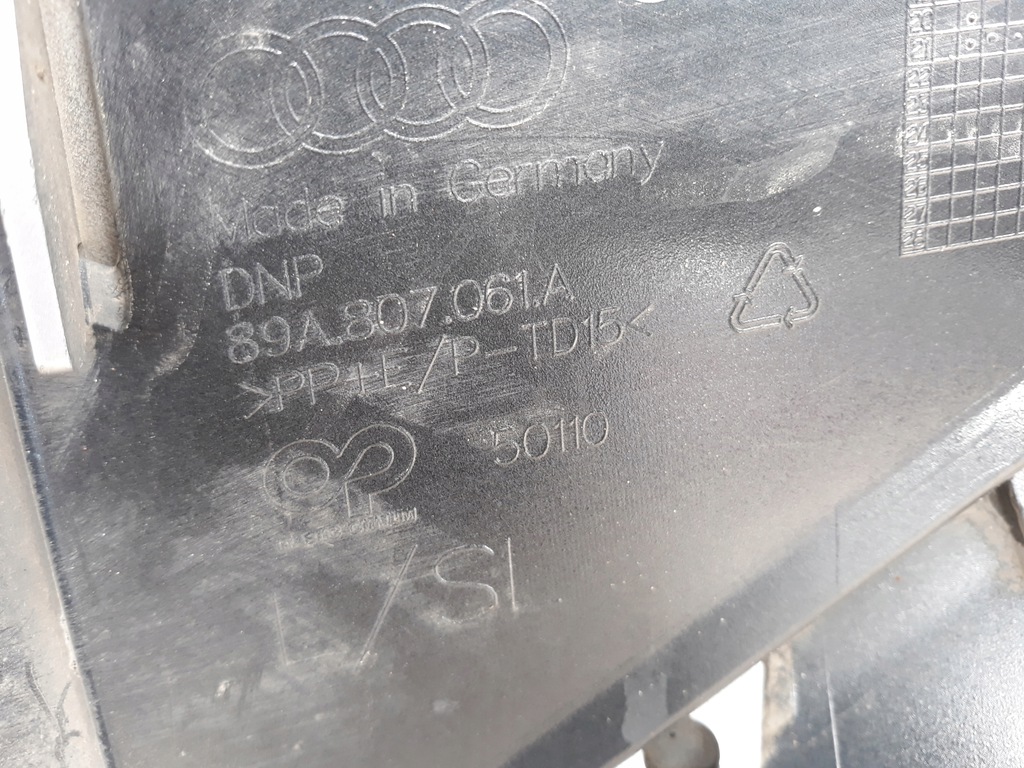 Made in Germany
DNP
89A.807.061.A
>PP+E/P-TD15<
50110
L/SI